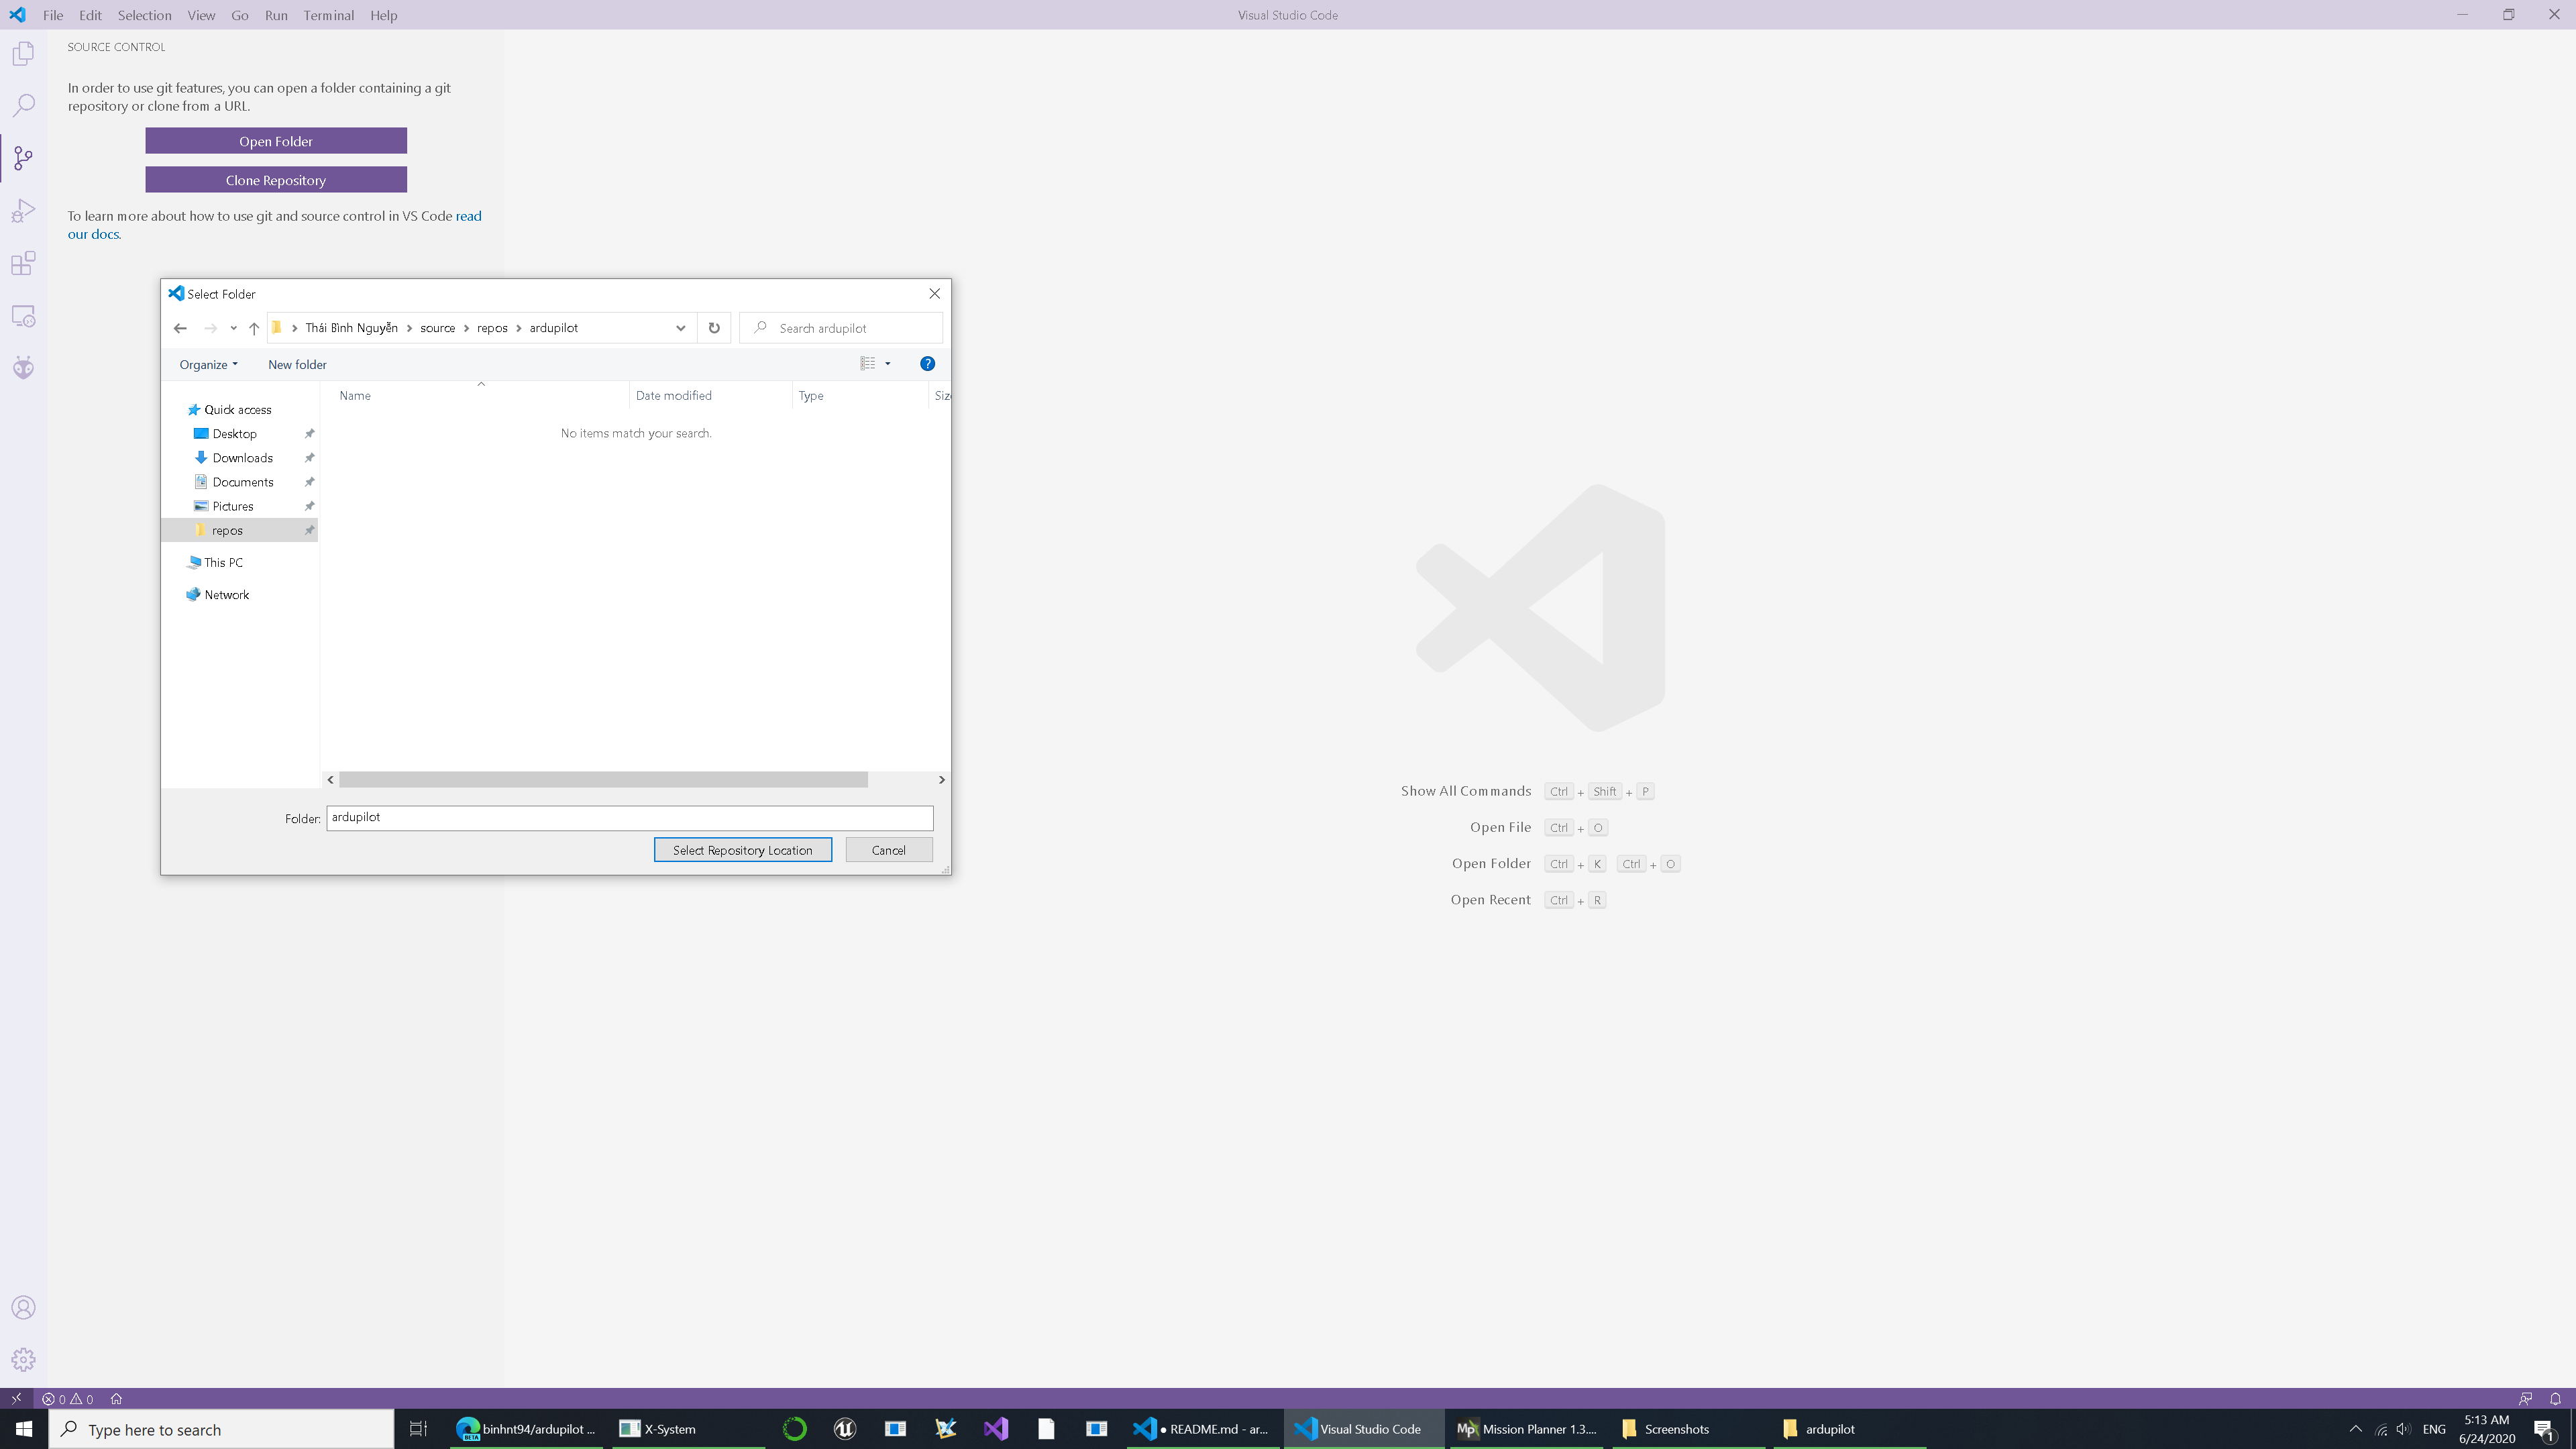 File Edit Selection View Go Run Terminal Help
Visual Studio Code
SOURCE CONTROL
In order to use git features, you can open a folder containing a git
repository or clone from a URL.
Open Folder
Clone Repository
To learn more about how to use git and source control in VS Code read
our docs.
Select Folder
Thái Bình Nguyễn source repos ardupilot
Search ardupilot
Organize New folder
?
Name Date modified Type Siz
No items match your search.
Quick access
Desktop
Downloads
Documents
Pictures
repos
This PC
Network
Folder: ardupilot
Select Repository Location Cancel
Show All Commands Ctrl + Shift + P
Open File Ctrl + O
Open Folder Ctrl + K Ctrl + O
Open Recent Ctrl + R
0 0
Type here to search
BETA
binhnt94/ardupilot ...
X-System
● README.md - ar...
Visual Studio Code
Mp
Mission Planner 1.3....
Screenshots
ardupilot
ENG
5:13 AM
6/24/2020
1